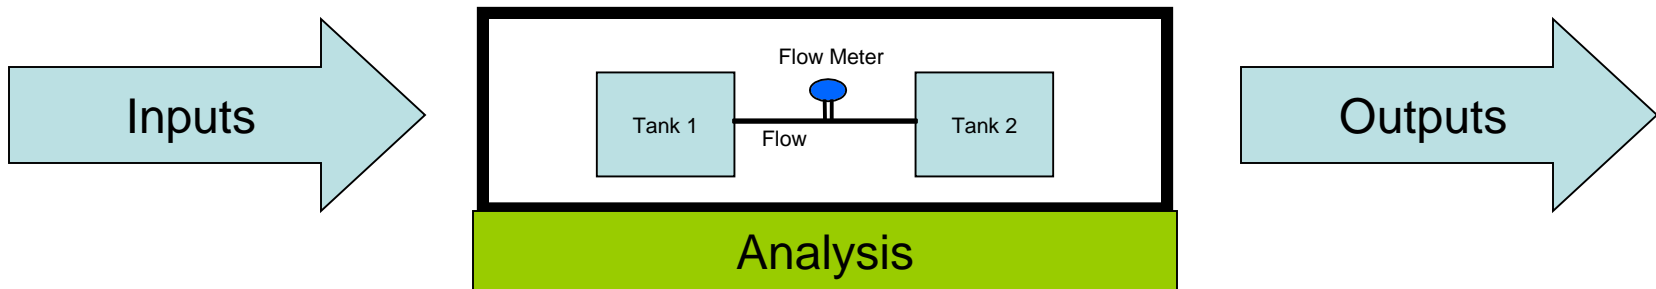 Inputs
Flow Meter
Tank 1
Flow
Tank 2
Outputs
Analysis